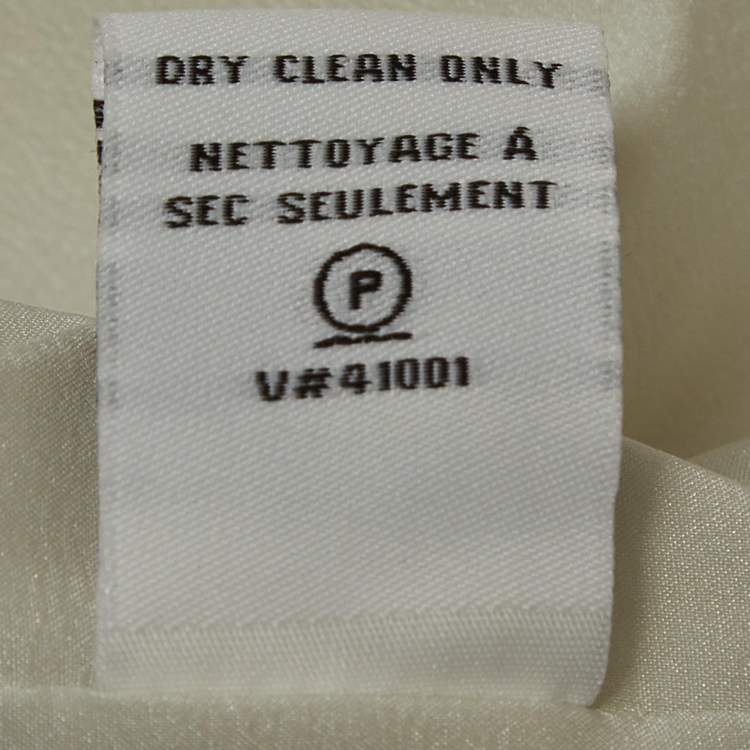 DRY CLEAN ONLY
NETTOYAGE Á
SEC SEULEMENT
P
V#41001